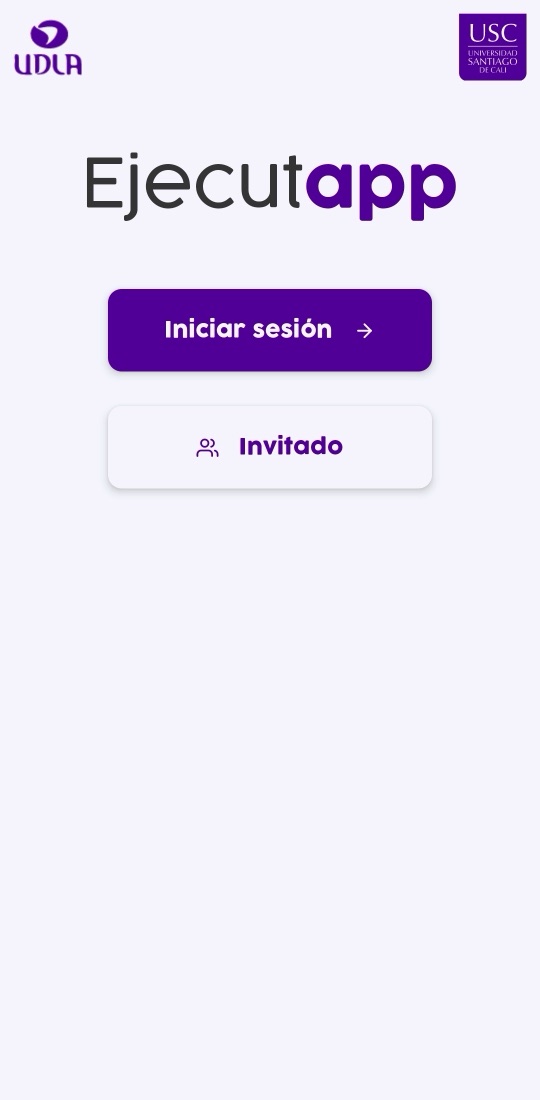 UDLA
USC
UNIVERSIDAD
SANTIAGO
DE CALI
Ejecutapp
Iniciar sesión
Invitado